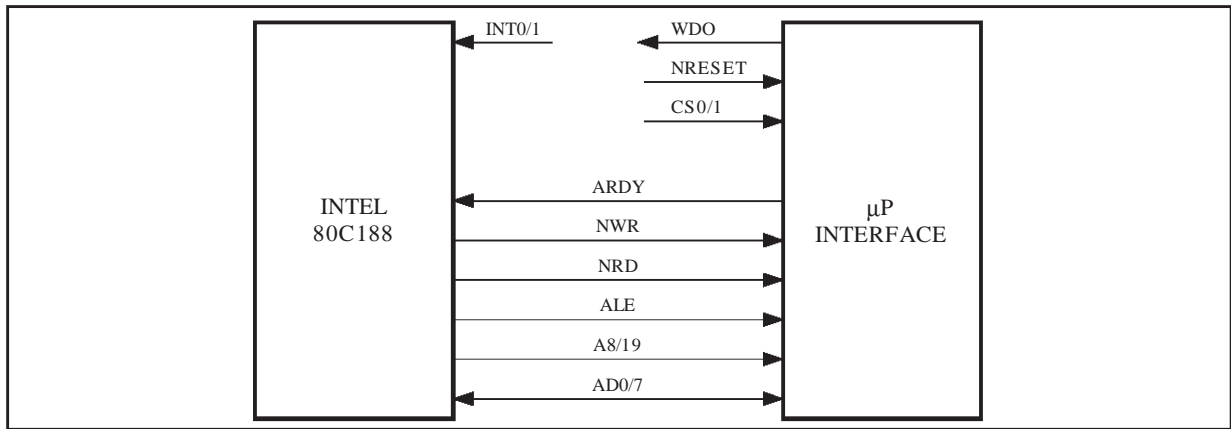 INT0/1
WDO
NRESET
CS0/1
ARDY
INTEL
80C188
µP
INTERFACE
NWR
NRD
ALE
A8/19
AD0/7